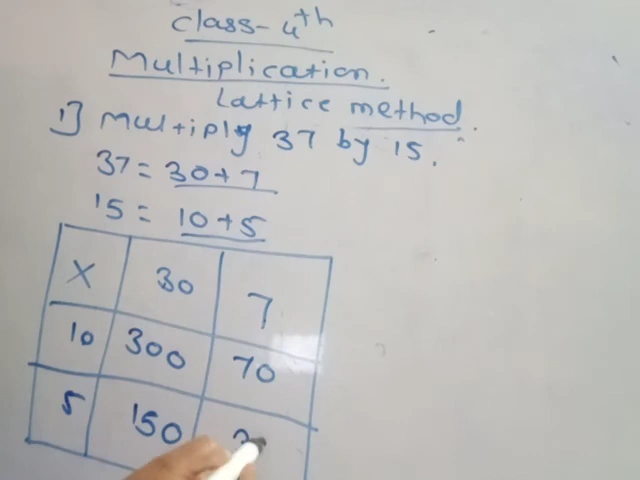 Class-4th
Multiplication.
Lattice method.
1] Multiply 37 by 15.
37 = 30+7
15 = 10+5
X 30 7
10 300 70
5 150 3